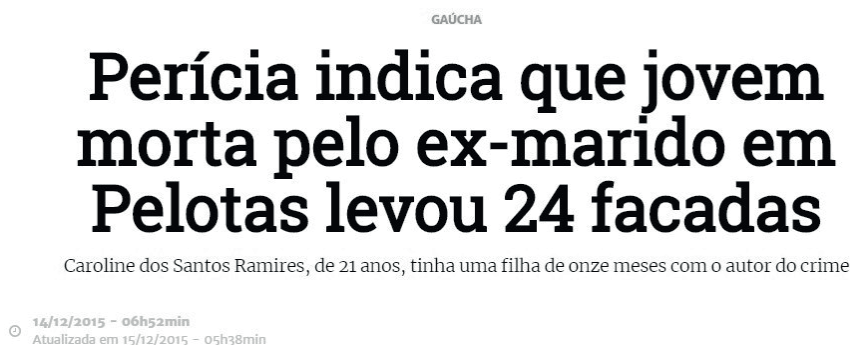 GAÚCHA
Perícia indica que jovem
morta pelo ex-marido em
Pelotas levou 24 facadas
Caroline dos Santos Ramires, de 21 anos, tinha uma filha de onze meses com o autor do crime
14/12/2015 - 06h52min
Atualizada em 15/12/2015 - 05h38min